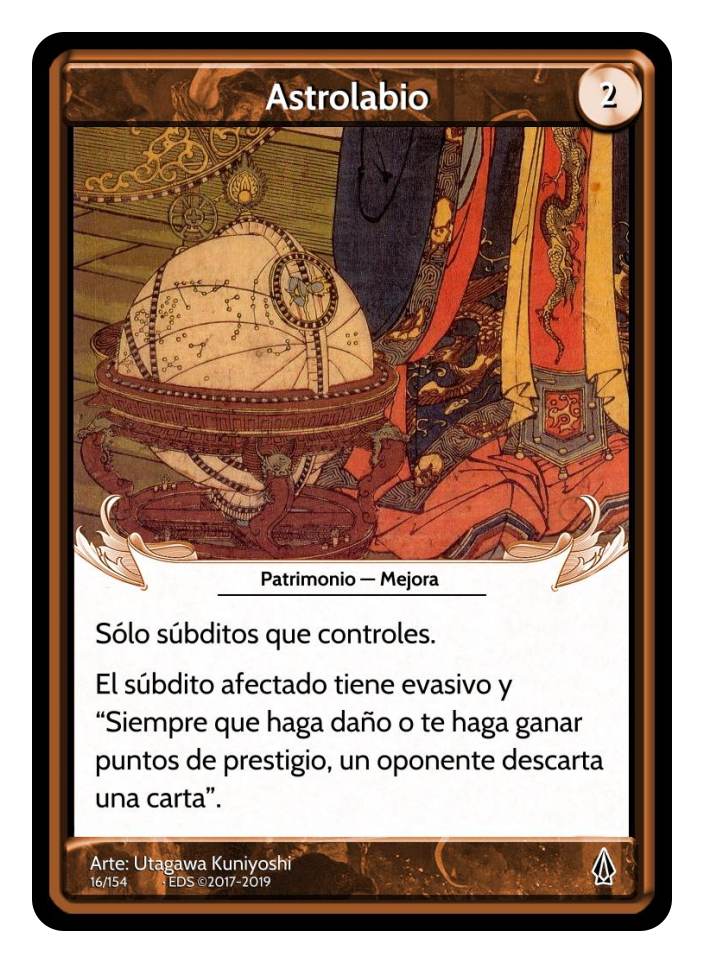 Astrolabio
2
Patrimonio — Mejora
Sólo súbditos que controles.
El súbdito afectado tiene evasivo y
“Siempre que haga daño o te haga ganar
puntos de prestigio, un oponente descarta
una carta”.
Arte: Utagawa Kuniyoshi
16/154 · EDS ©2017-2019